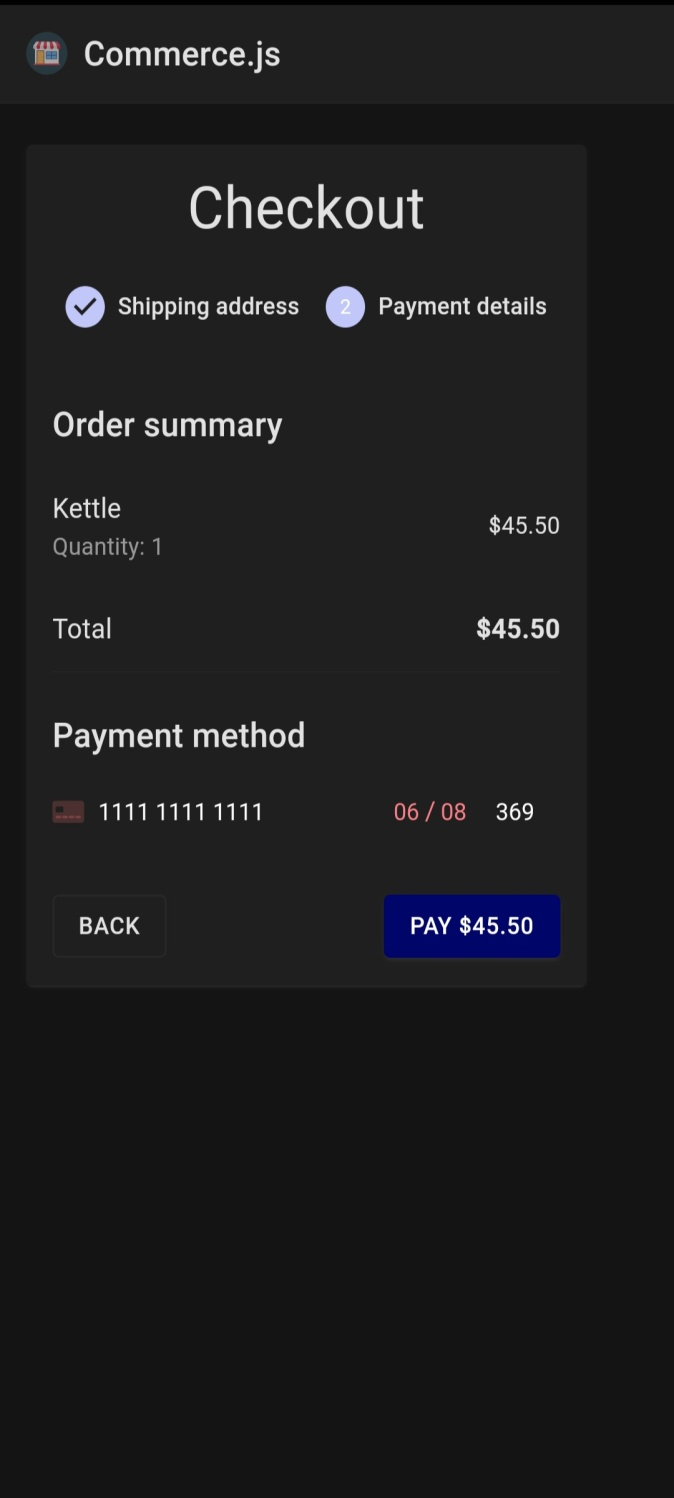 Commerce.js
Checkout
Shipping address 2 Payment details
Order summary
Kettle
Quantity: 1
$45.50
Total $45.50
Payment method
1111 1111 1111 06 / 08 369
BACK PAY $45.50